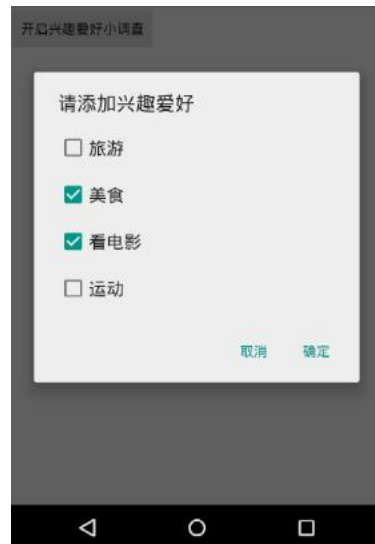 开启兴趣爱好小调查
请添加兴趣爱好
旅游
美食
看电影
运动
取消 确定